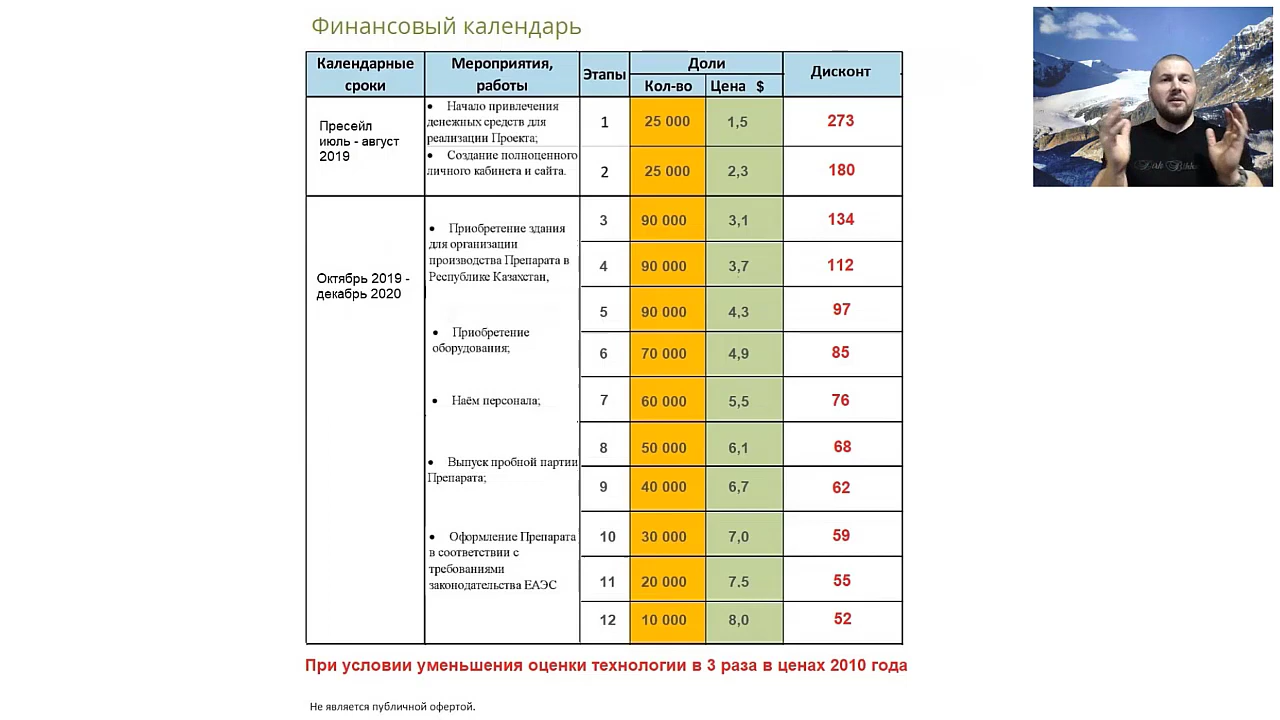 Финансовый календарь
Календарные сроки
Мероприятия, работы
Этапы
Доли
Кол-во
Цена $
Дисконт
Пресейл
июль - август
2019
• Начало привлечения
денежных средств для
реализации Проекта;
1
25 000
1,5
273
• Создание полноценного
личного кабинета и сайта.
2
25 000
2,3
180
Октябрь 2019 -
декабрь 2020
• Приобретение здания
для организации
производства Препарата в
Республике Казахстан,
• Приобретение
оборудования;
• Наём персонала;
• Выпуск пробной партии
Препарата;
• Оформление Препарата
в соответствии с
требованиями
законодательства ЕАЭС
3
90 000
3,1
134
4
90 000
3,7
112
5
90 000
4,3
97
6
70 000
4,9
85
7
60 000
5,5
76
8
50 000
6,1
68
9
40 000
6,7
62
10
30 000
7,0
59
11
20 000
7,5
55
12
10 000
8,0
52
При условии уменьшения оценки технологии в 3 раза в ценах 2010 года
Не является публичной офертой.